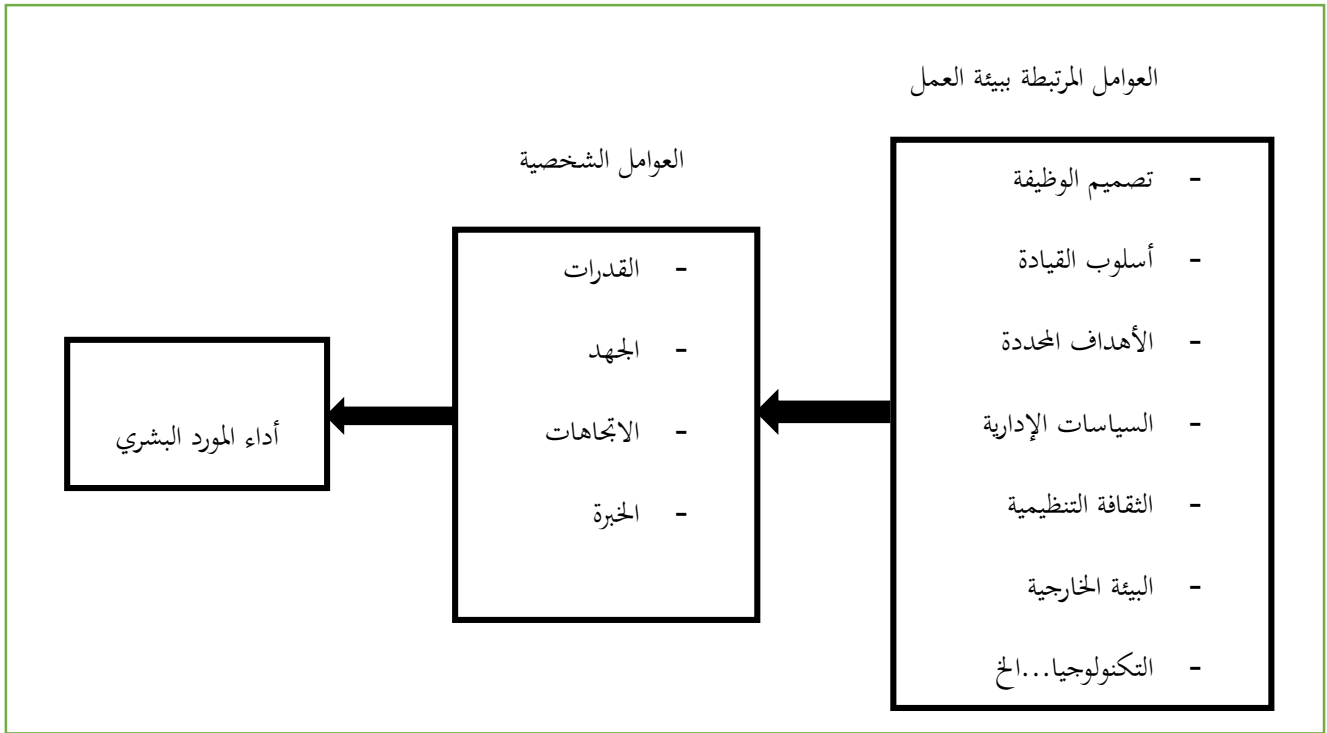 العوامل المرتبطة ببيئة العمل
- تصميم الوظيفة
- أسلوب القيادة
- الأهداف المحددة
- السياسات الإدارية
- الثقافة التنظيمية
- البيئة الخارجية
- التكنولوجيا...الخ
العوامل الشخصية
- القدرات
- الجهد
- الاتجاهات
- الخبرة
أداء المورد البشري